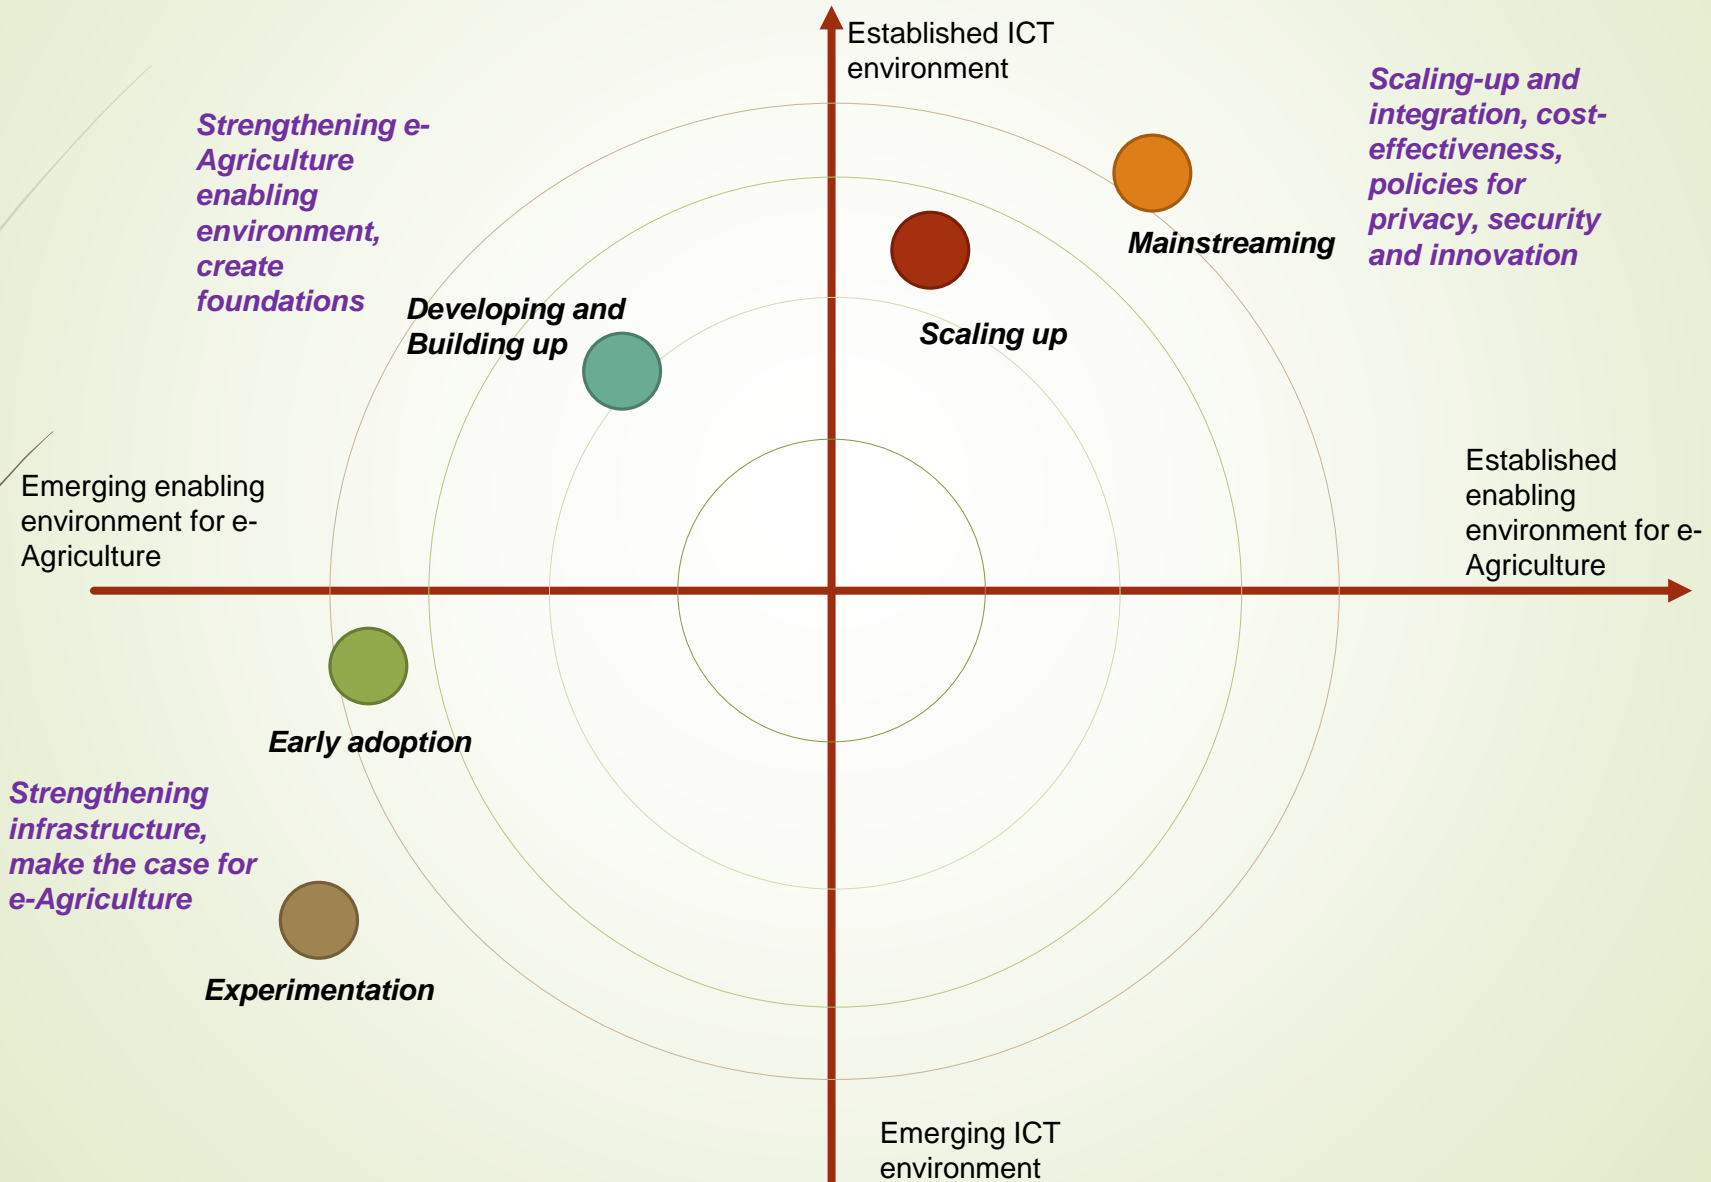 Established ICT
environment
Scaling-up and
integration, cost-
effectiveness,
policies for
privacy, security
and innovation
Strengthening e-
Agriculture
enabling
environment,
create
foundations
Mainstreaming
Developing and
Building up
Scaling up
Emerging enabling
environment for e-
Agriculture
Established
enabling
environment for e-
Agriculture
Early adoption
Strengthening
infrastructure,
make the case for
e-Agriculture
Experimentation
Emerging ICT
environment